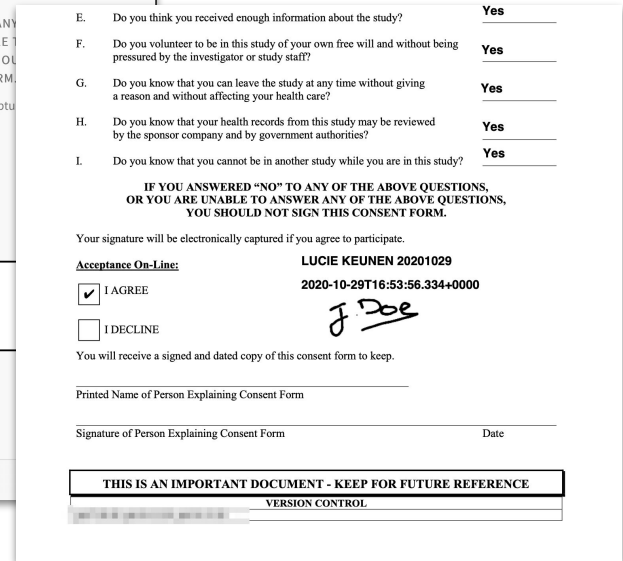 ANY
E T
OU
RM.
ptu
E. Do you think you received enough information about the study? Yes
F. Do you volunteer to be in this study of your own free will and without being
pressured by the investigator or study staff? Yes
G. Do you know that you can leave the study at any time without giving
a reason and without affecting your health care? Yes
H. Do you know that your health records from this study may be reviewed
by the sponsor company and by government authorities? Yes
I. Do you know that you cannot be in another study while you are in this study? Yes
IF YOU ANSWERED “NO” TO ANY OF THE ABOVE QUESTIONS,
OR YOU ARE UNABLE TO ANSWER ANY OF THE ABOVE QUESTIONS,
YOU SHOULD NOT SIGN THIS CONSENT FORM.
Your signature will be electronically captured if you agree to participate.
Acceptance On-Line: LUCIE KEUNEN 20201029
✔ I AGREE 2020-10-29T16:53:56.334+0000
J. Doe
I DECLINE
You will receive a signed and dated copy of this consent form to keep.
Printed Name of Person Explaining Consent Form
Signature of Person Explaining Consent Form Date
THIS IS AN IMPORTANT DOCUMENT - KEEP FOR FUTURE REFERENCE
VERSION CONTROL